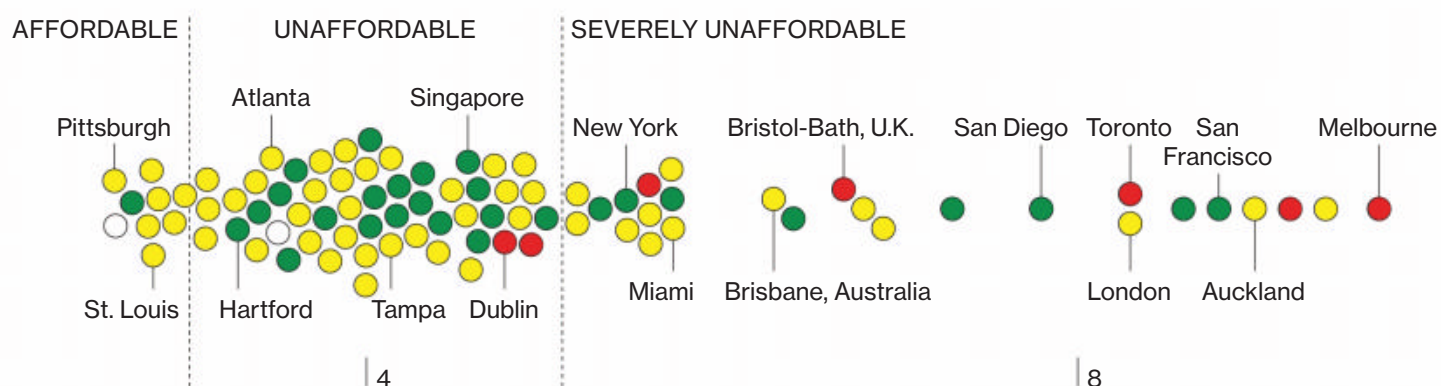 AFFORDABLE
UNAFFORDABLE
SEVERELY UNAFFORDABLE
Atlanta
Singapore
Pittsburgh
New York
Bristol-Bath, U.K.
San Diego
Toronto
San
Francisco
Melbourne
St. Louis
Hartford
Tampa
Dublin
Miami
Brisbane, Australia
London
Auckland
4
8